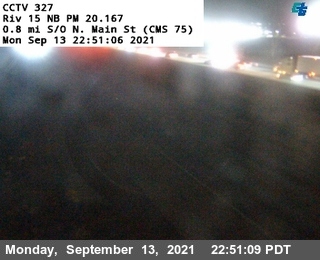 CCTV 327
Riv 15 NB PM 20.167
0.8 mi S/O N. Main St (CMS 75)
Mon Sep 13 22:51:06 2021
Monday, September 13, 2021 22:51:09 PDT